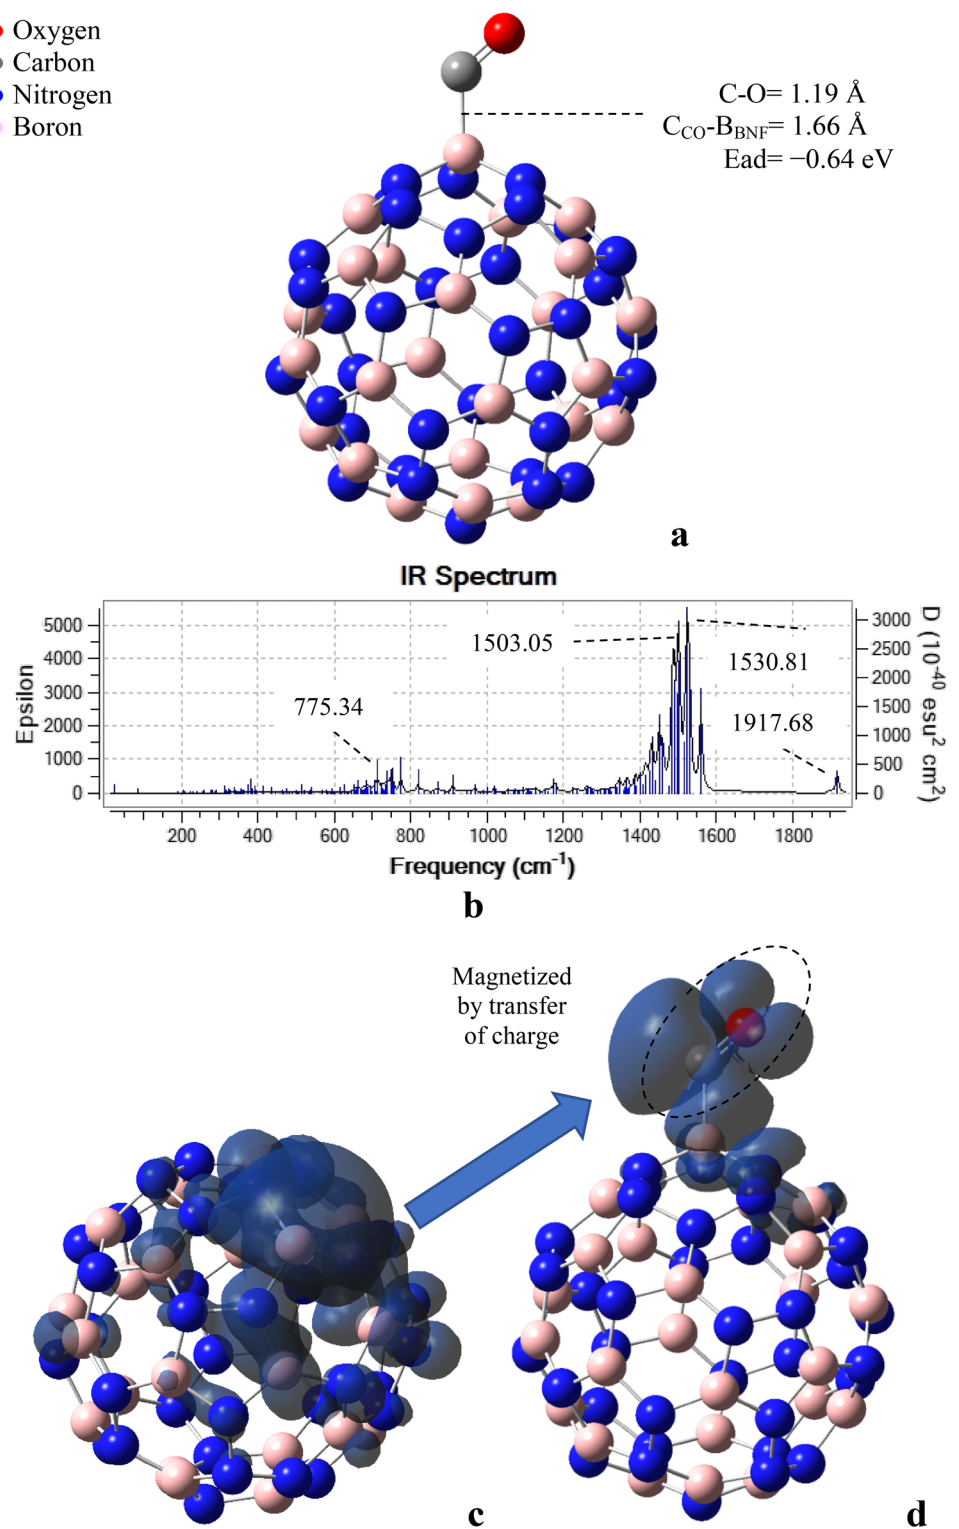 Oxygen
Carbon
Nitrogen
Boron
C-O= 1.19 Å
C_CO-B_BNF= 1.66 Å
Ead= −0.64 eV
a
IR Spectrum
5000
4000
3000
2000
1000
0
Epsilon
3000
2500
2000
1500
1000
500
0
D (10⁻⁴⁰ esu² cm²)
1503.05
1530.81
775.34
1917.68
200 400 600 800 1000 1200 1400 1600 1800
Frequency (cm⁻¹)
b
Magnetized
by transfer
of charge
c
d